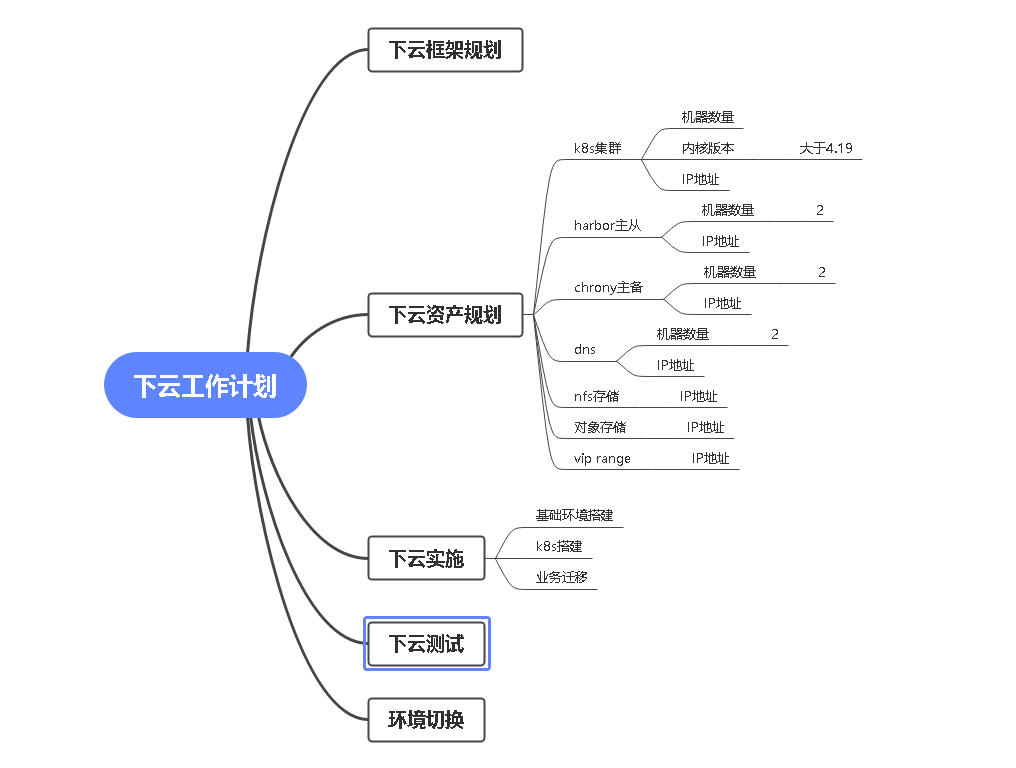 下云工作计划
下云框架规划
下云资产规划
k8s集群
机器数量
内核版本
大于4.19
IP地址
harbor主从
机器数量
2
IP地址
chrony主备
机器数量
2
IP地址
dns
机器数量
2
IP地址
nfs存储
IP地址
对象存储
IP地址
vip range
IP地址
下云实施
基础环境搭建
k8s搭建
业务迁移
下云测试
环境切换